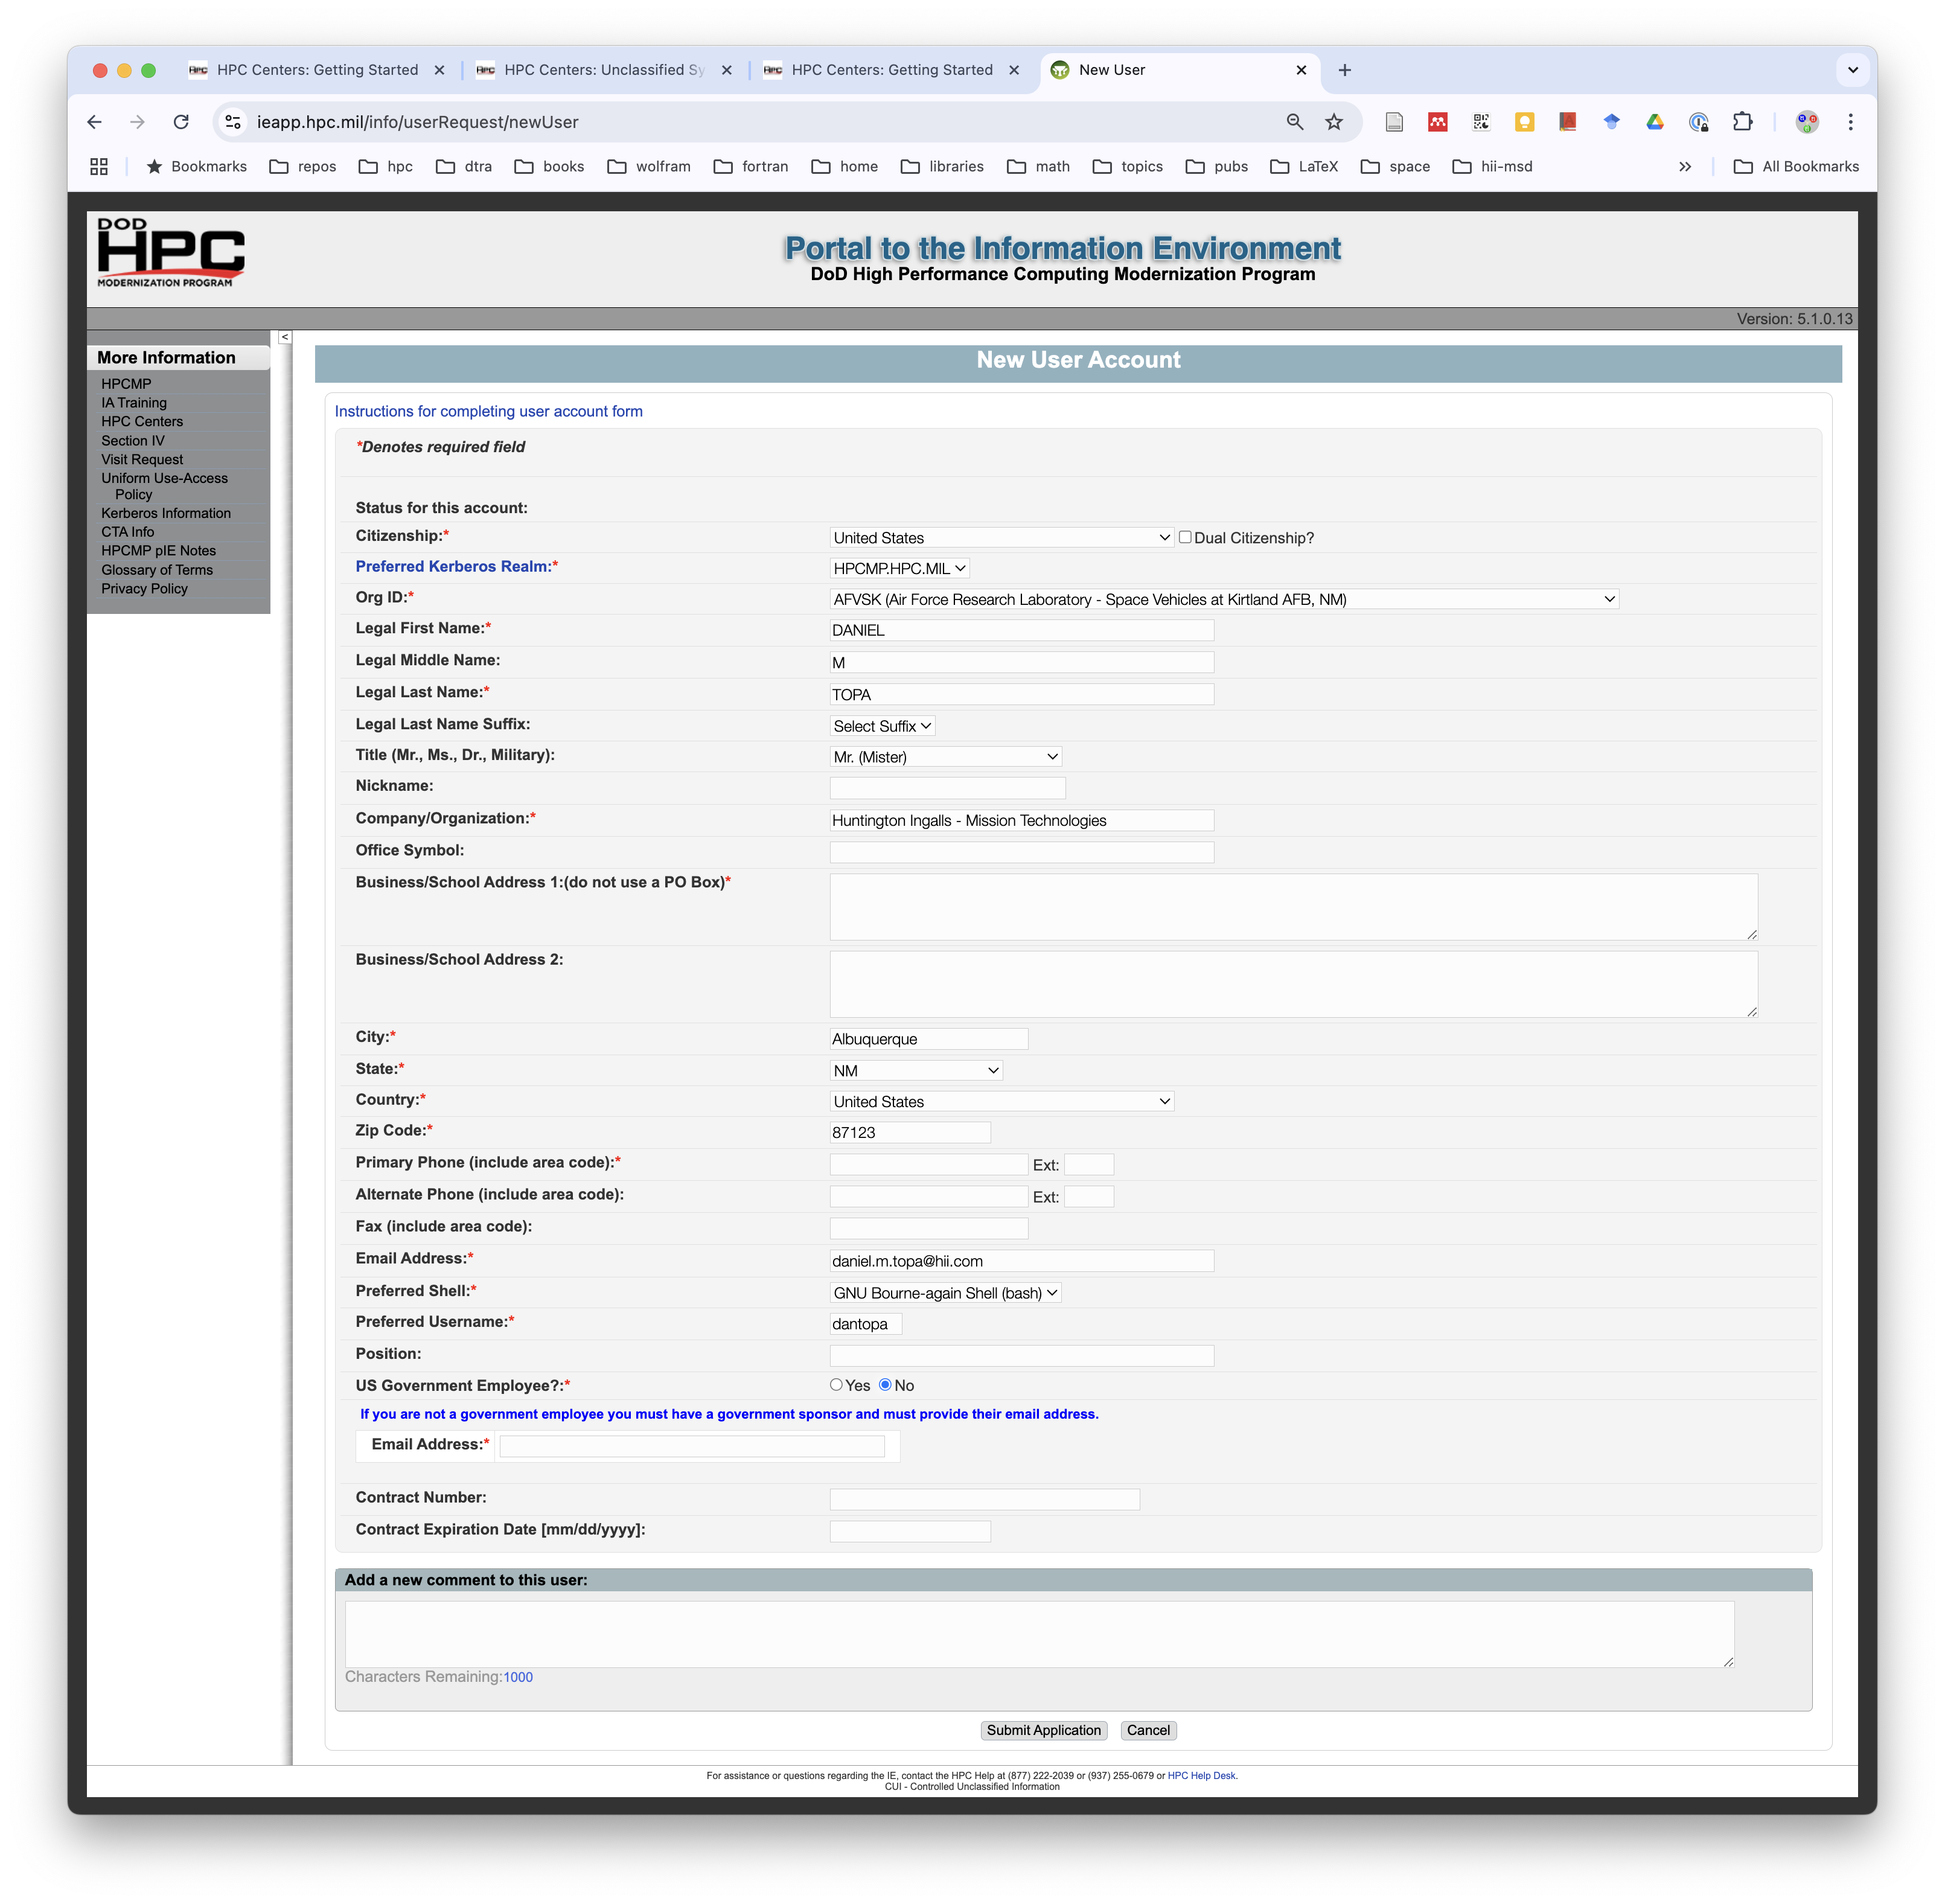 HPC Centers: Getting Started
HPC Centers: Unclassified Sy
HPC Centers: Getting Started
New User
ieapp.hpc.mil/info/userRequest/newUser
Bookmarks repos hpc dtra books wolfram fortran home libraries math topics pubs LaTeX space hii-msd » All Bookmarks
DOD
HPC
MODERNIZATION PROGRAM
Portal to the Information Environment
DoD High Performance Computing Modernization Program
Version: 5.1.0.13
<
More Information
HPCMP
IA Training
HPC Centers
Section IV
Visit Request
Uniform Use-Access
Policy
Kerberos Information
CTA Info
HPCMP pIE Notes
Glossary of Terms
Privacy Policy
New User Account
Instructions for completing user account form
*Denotes required field
Status for this account:
Citizenship:* United States Dual Citizenship?
Preferred Kerberos Realm:* HPCMP.HPC.MIL
Org ID:* AFVSK (Air Force Research Laboratory - Space Vehicles at Kirtland AFB, NM)
Legal First Name:* DANIEL
Legal Middle Name: M
Legal Last Name:* TOPA
Legal Last Name Suffix: Select Suffix
Title (Mr., Ms., Dr., Military): Mr. (Mister)
Nickname:
Company/Organization:* Huntington Ingalls - Mission Technologies
Office Symbol:
Business/School Address 1:(do not use a PO Box)*
Business/School Address 2:
City:* Albuquerque
State:* NM
Country:* United States
Zip Code:* 87123
Primary Phone (include area code):* Ext:
Alternate Phone (include area code): Ext:
Fax (include area code):
Email Address:* daniel.m.topa@hii.com
Preferred Shell:* GNU Bourne-again Shell (bash)
Preferred Username:* dantopa
Position:
US Government Employee?:* Yes No
If you are not a government employee you must have a government sponsor and must provide their email address.
Email Address:*
Contract Number:
Contract Expiration Date [mm/dd/yyyy]:
Add a new comment to this user:
Characters Remaining:1000
Submit Application Cancel
For assistance or questions regarding the IE, contact the HPC Help at (877) 222-2039 or (937) 255-0679 or HPC Help Desk.
CUI - Controlled Unclassified Information